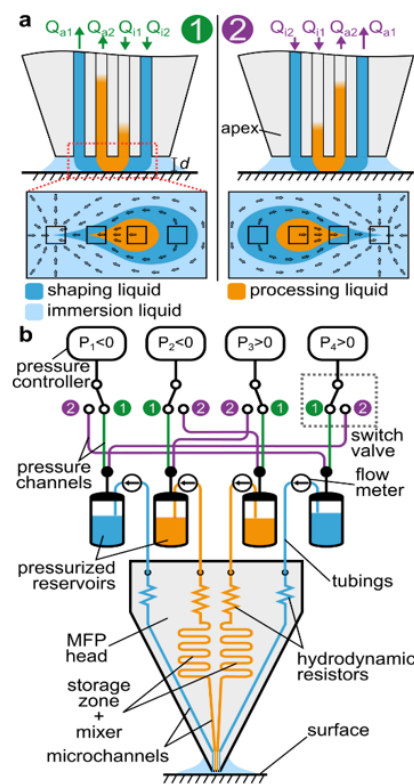 a
Qa1 Qa2 Qi1 Qi2
1
2
Qi2 Qi1 Qa2 Qa1
apex
d
shaping liquid
processing liquid
immersion liquid
b
P1<0 P2<0 P3>0 P4>0
pressure
controller
2 1 1 2 2 1 1 2
switch
valve
pressure
channels
flow
meter
pressurized
reservoirs
tubings
MFP
head
hydrodynamic
resistors
storage
zone
+
mixer
microchannels
surface